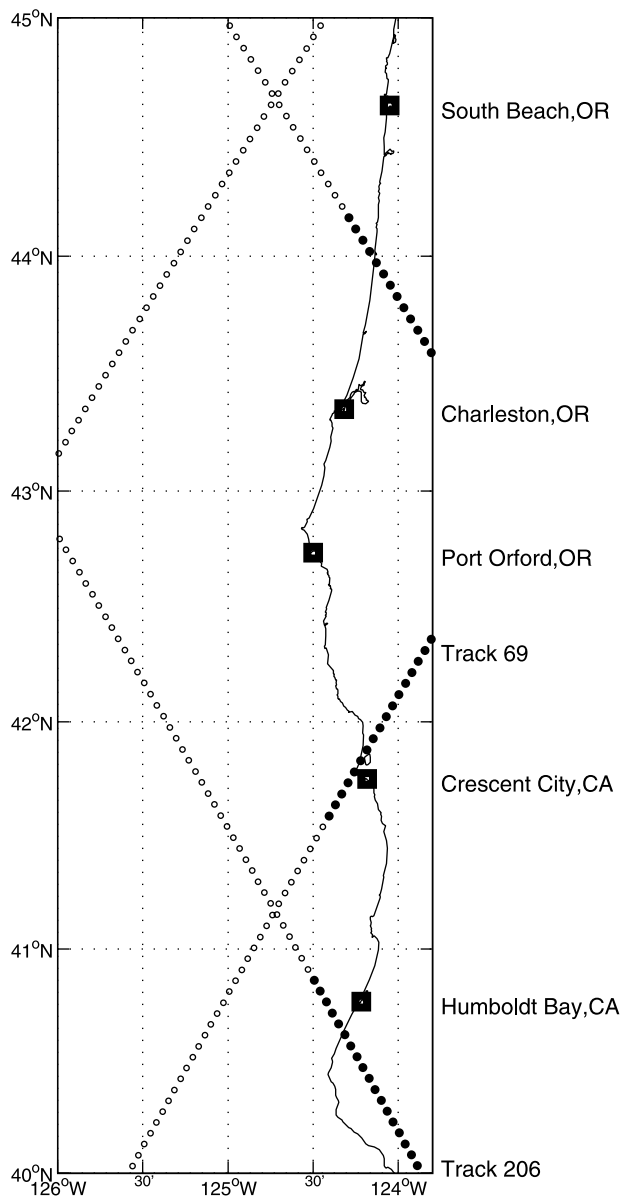 45°N
South Beach,OR
44°N
Charleston,OR
43°N
Port Orford,OR
Track 69
42°N
Crescent City,CA
41°N
Humboldt Bay,CA
40°N
Track 206
126°W 30' 125°W 30' 124°W